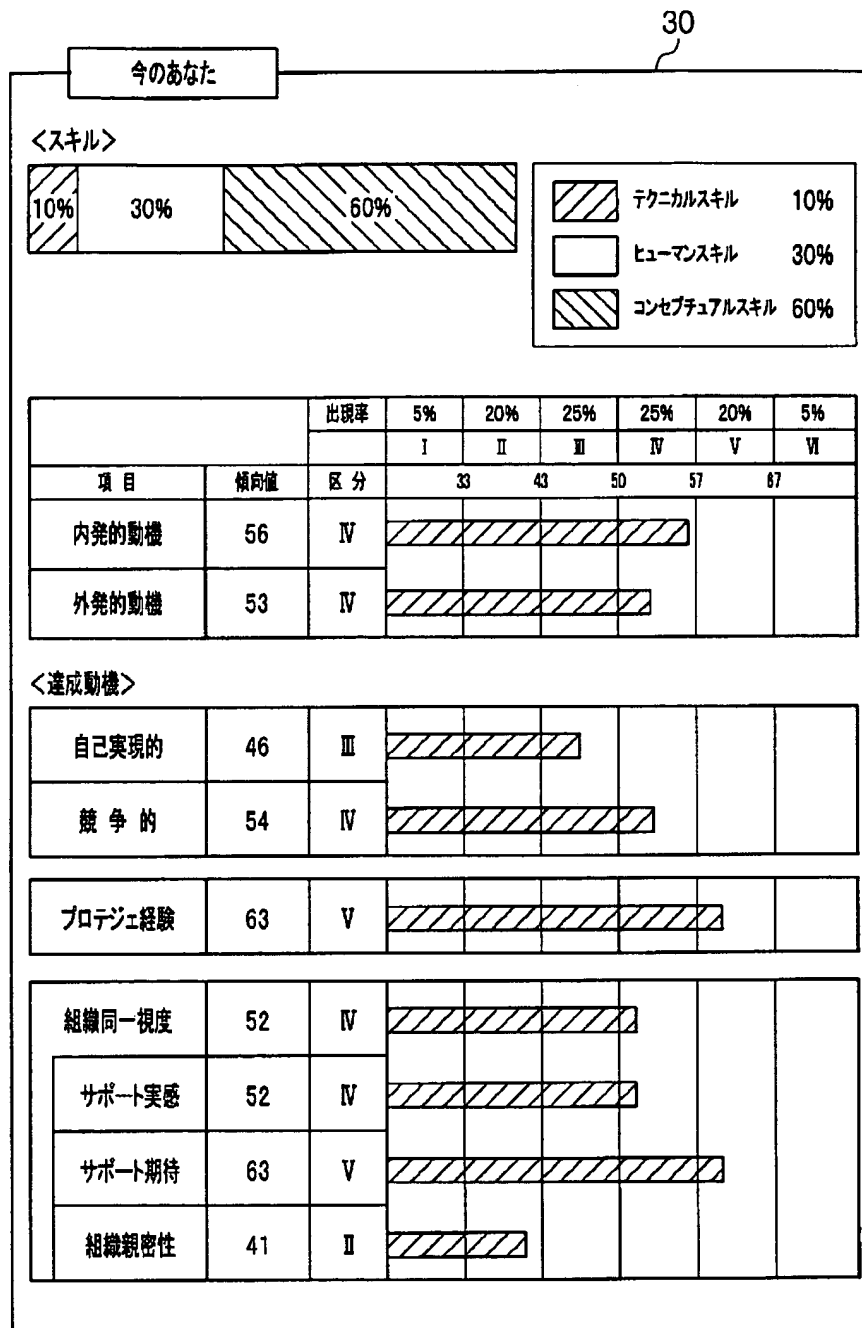 30
今のあなた
<スキル>
10% 30% 60%
テクニカルスキル 10%
ヒューマンスキル 30%
コンセプチュアルスキル 60%
出現率 5% 20% 25% 25% 20% 5%
Ⅰ Ⅱ Ⅲ Ⅳ Ⅴ Ⅵ
項目 傾向値 区分 33 43 50 57 67
内発的動機 56 Ⅳ
外発的動機 53 Ⅳ
<達成動機>
自己実現的 46 Ⅲ
競争的 54 Ⅳ
プロテジェ経験 63 Ⅴ
組織同一視度 52 Ⅳ
サポート実感 52 Ⅳ
サポート期待 63 Ⅴ
組織親密性 41 Ⅱ